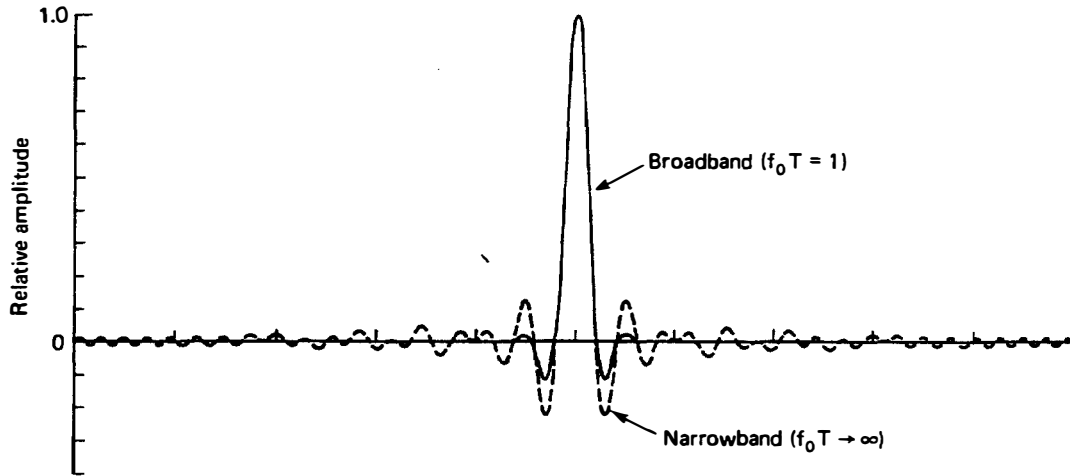 1.0
Relative amplitude
Broadband (f₀T = 1)
0
Narrowband (f₀T → ∞)